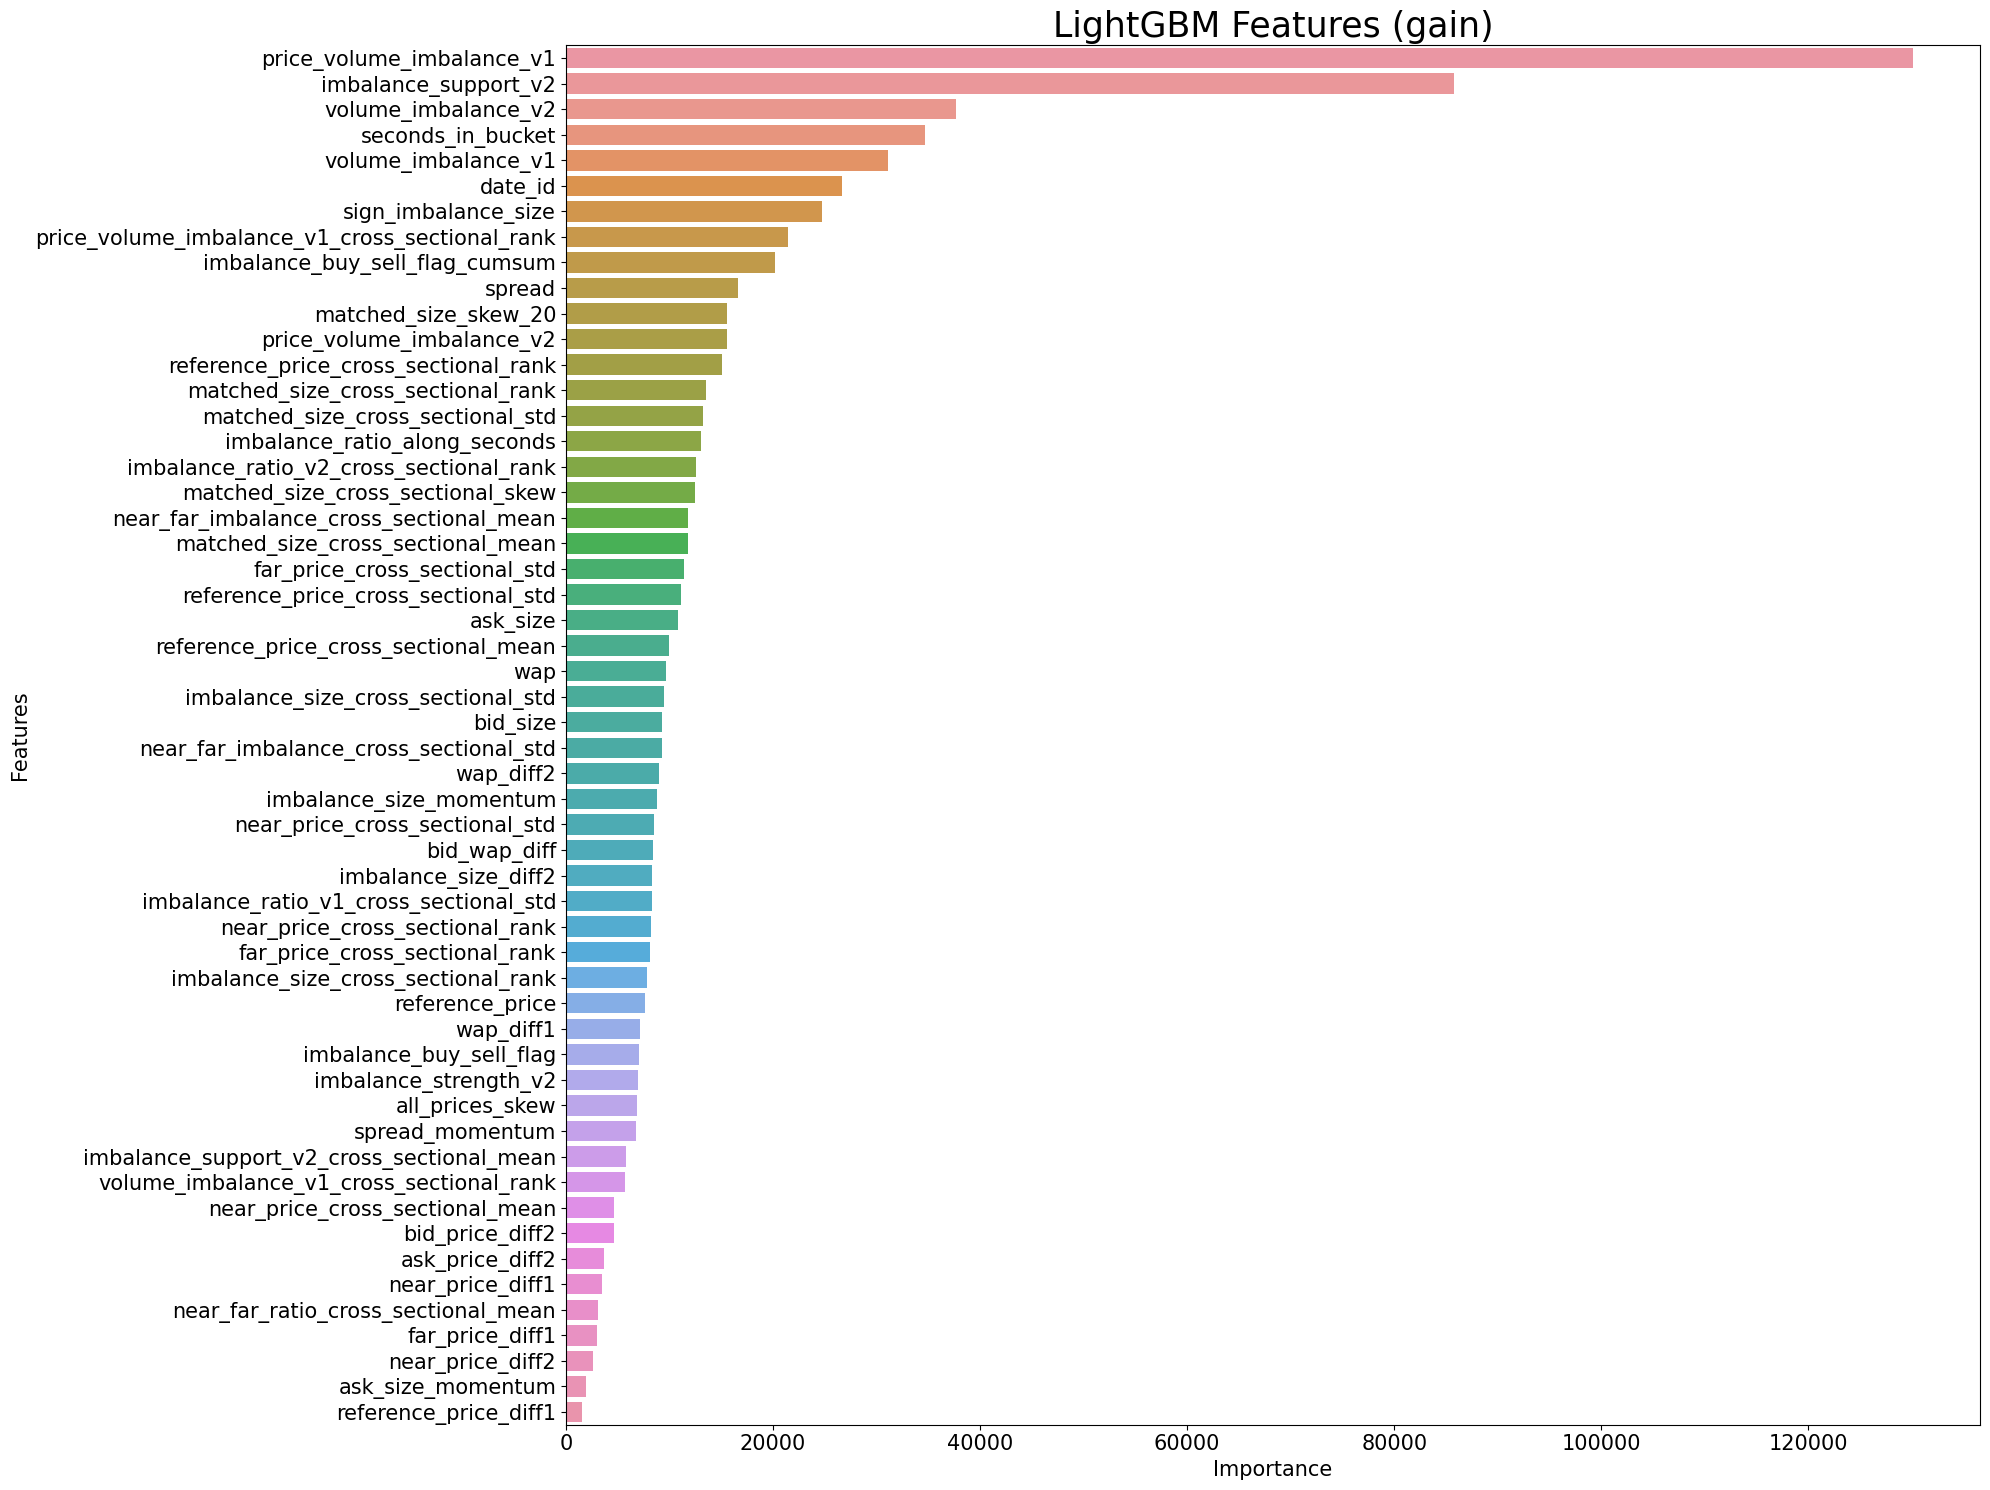 LightGBM Features (gain)
price_volume_imbalance_v1
imbalance_support_v2
volume_imbalance_v2
seconds_in_bucket
volume_imbalance_v1
date_id
sign_imbalance_size
price_volume_imbalance_v1_cross_sectional_rank
imbalance_buy_sell_flag_cumsum
spread
matched_size_skew_20
price_volume_imbalance_v2
reference_price_cross_sectional_rank
matched_size_cross_sectional_rank
matched_size_cross_sectional_std
imbalance_ratio_along_seconds
imbalance_ratio_v2_cross_sectional_rank
matched_size_cross_sectional_skew
near_far_imbalance_cross_sectional_mean
matched_size_cross_sectional_mean
far_price_cross_sectional_std
reference_price_cross_sectional_std
ask_size
reference_price_cross_sectional_mean
wap
imbalance_size_cross_sectional_std
bid_size
near_far_imbalance_cross_sectional_std
wap_diff2
imbalance_size_momentum
near_price_cross_sectional_std
bid_wap_diff
imbalance_size_diff2
imbalance_ratio_v1_cross_sectional_std
near_price_cross_sectional_rank
far_price_cross_sectional_rank
imbalance_size_cross_sectional_rank
reference_price
wap_diff1
imbalance_buy_sell_flag
imbalance_strength_v2
all_prices_skew
spread_momentum
imbalance_support_v2_cross_sectional_mean
volume_imbalance_v1_cross_sectional_rank
near_price_cross_sectional_mean
bid_price_diff2
ask_price_diff2
near_price_diff1
near_far_ratio_cross_sectional_mean
far_price_diff1
near_price_diff2
ask_size_momentum
reference_price_diff1
Features
0 20000 40000 60000 80000 100000 120000
Importance